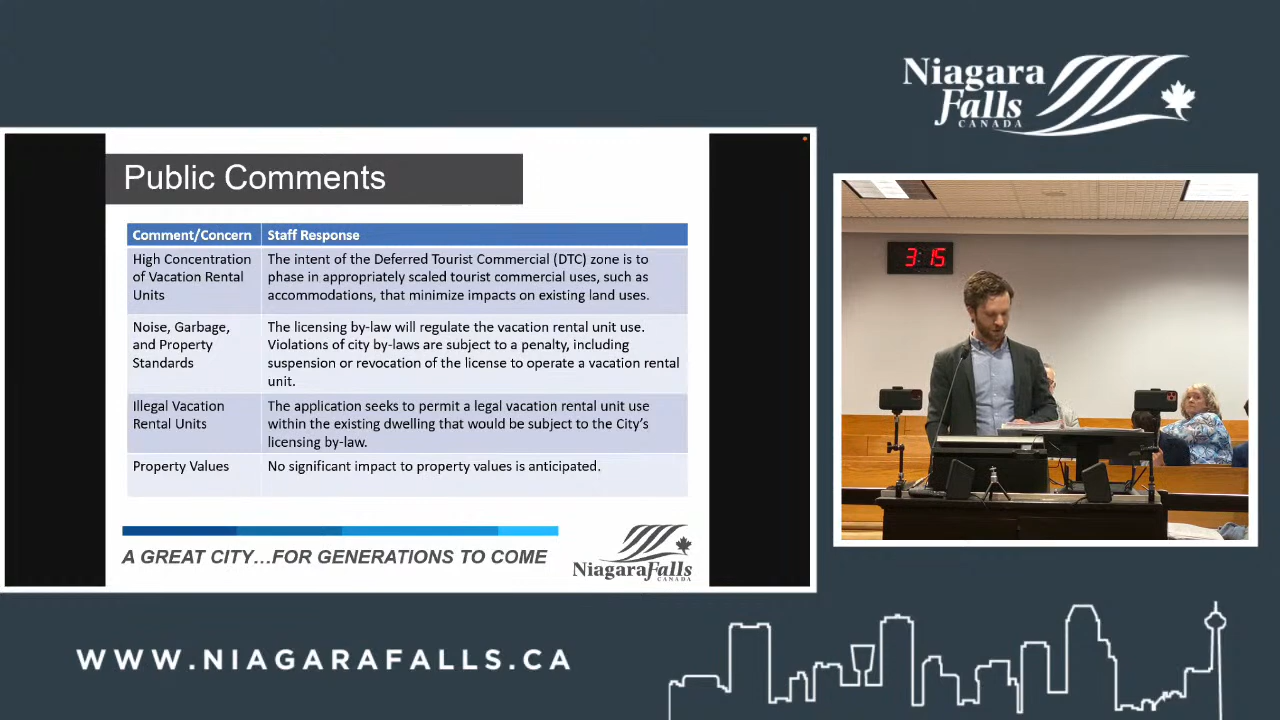 Niagara
Falls
CANADA
Public Comments
Comment/Concern
Staff Response
High Concentration
of Vacation Rental
Units
The intent of the Deferred Tourist Commercial (DTC) zone is to
phase in appropriately scaled tourist commercial uses, such as
accommodations, that minimize impacts on existing land uses.
Noise, Garbage,
and Property
Standards
The licensing by-law will regulate the vacation rental unit use.
Violations of city by-laws are subject to a penalty, including
suspension or revocation of the license to operate a vacation rental
unit.
Illegal Vacation
Rental Units
The application seeks to permit a legal vacation rental unit use
within the existing dwelling that would be subject to the City's
licensing by-law.
Property Values
No significant impact to property values is anticipated.
A GREAT CITY…FOR GENERATIONS TO COME
NiagaraFalls
CANADA
3:15
WWW.NIAGARAFALLS.CA